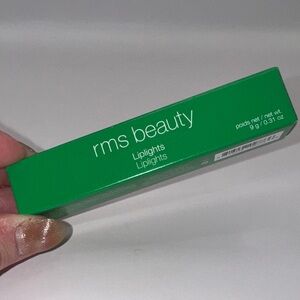 rms beauty
Liplights
Liplights
poids net / net wt.
9 g / 0.31 oz